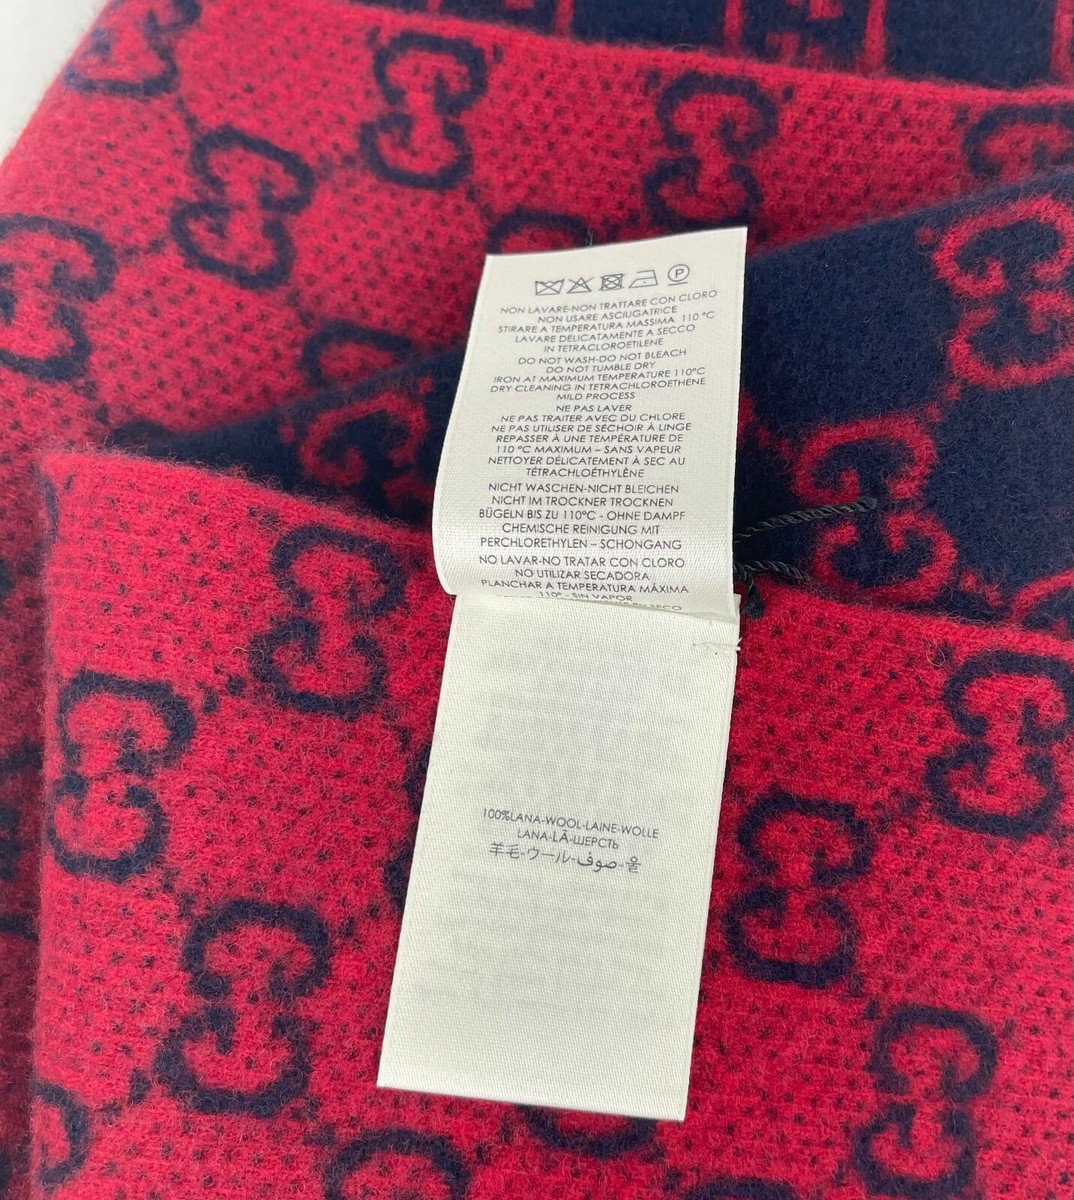 P
NON LAVARE-NON TRATTARE CON CLORO
NON USARE ASCIUGATRICE
STIRARE A TEMPERATURA MASSIMA 110 °C
LAVARE DELICATAMENTE A SECCO
IN TETRACLOROETILENE
DO NOT WASH-DO NOT BLEACH
DO NOT TUMBLE DRY
IRON AT MAXIMUM TEMPERATURE 110°C
DRY CLEANING IN TETRACHLOROETHENE
MILD PROCESS
NE PAS LAVER
NE PAS TRAITER AVEC DU CHLORE
NE PAS UTILISER DE SÉCHOIR À LINGE
REPASSER À UNE TEMPÉRATURE DE
110 °C MAXIMUM – SANS VAPEUR
NETTOYER DÉLICATEMENT À SEC AU
TÉTRACHLOÉTHYLÈNE
NICHT WASCHEN-NICHT BLEICHEN
NICHT IM TROCKNER TROCKNEN
BÜGELN BIS ZU 110°C - OHNE DAMPF
CHEMISCHE REINIGUNG MIT
PERCHLORETHYLEN – SCHONGANG
NO LAVAR-NO TRATAR CON CLORO
NO UTILIZAR SECADORA
PLANCHAR A TEMPERATURA MÁXIMA
110° - SIN VAPOR
EN SECO
100%LANA-WOOL-LAINE-WOLLE
LANA-LÃ-ШЕРСТЬ
羊毛-ウール-صوف-울